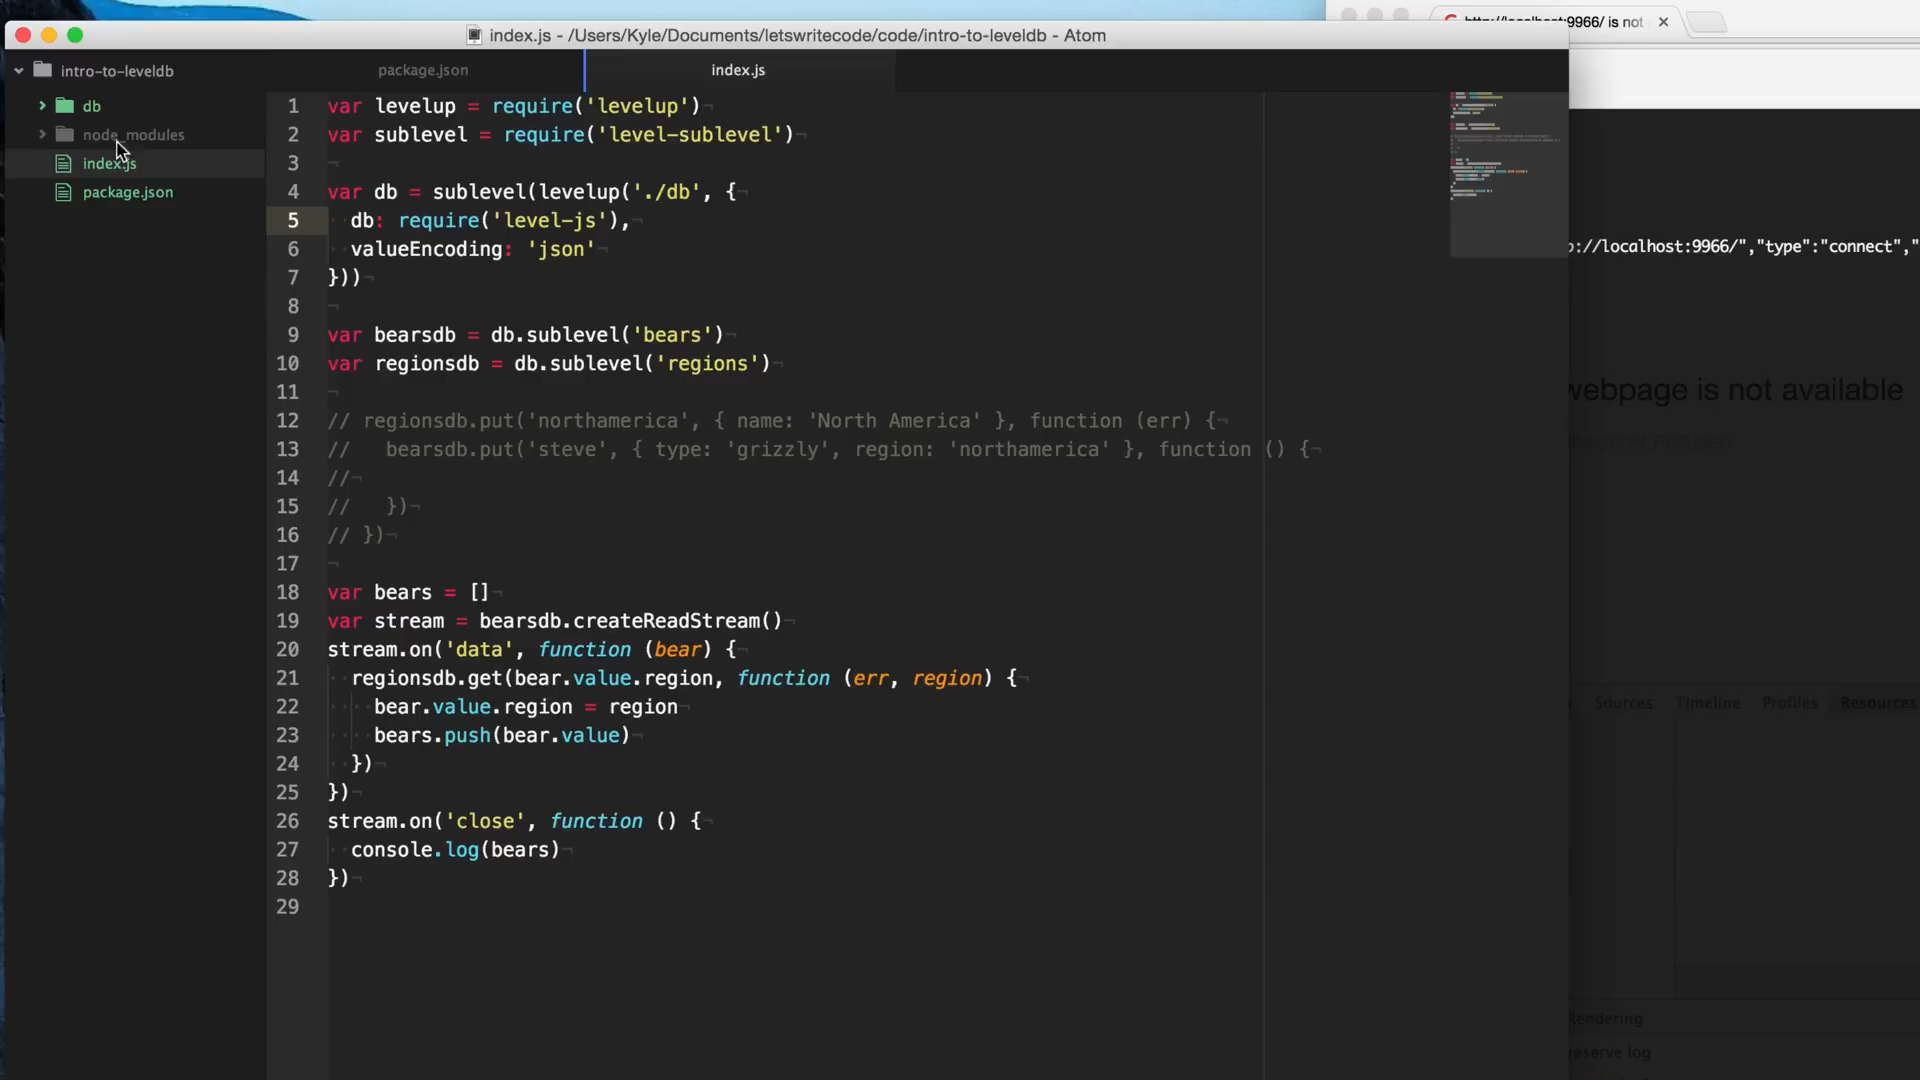 index.js - /Users/Kyle/Documents/letswritecode/code/intro-to-leveldb - Atom
http://localhost:9966/ is not
intro-to-leveldb
db
node_modules
index.js
package.json
package.json
index.js
1 var levelup = require('levelup')¬
2 var sublevel = require('level-sublevel')¬
3 ¬
4 var db = sublevel(levelup('./db', {¬
5 ··db: require('level-js'),¬
6 ··valueEncoding: 'json'¬
7 }))¬
8 ¬
9 var bearsdb = db.sublevel('bears')¬
10 var regionsdb = db.sublevel('regions')¬
11 ¬
12 // regionsdb.put('northamerica', { name: 'North America' }, function (err) {¬
13 //   bearsdb.put('steve', { type: 'grizzly', region: 'northamerica' }, function () {¬
14 //¬
15 //   })¬
16 // })¬
17 ¬
18 var bears = []¬
19 var stream = bearsdb.createReadStream()¬
20 stream.on('data', function (bear) {¬
21 ··regionsdb.get(bear.value.region, function (err, region) {¬
22 ····bear.value.region = region¬
23 ····bears.push(bear.value)¬
24 ··})¬
25 })¬
26 stream.on('close', function () {¬
27 ··console.log(bears)¬
28 })¬
29
p://localhost:9966/","type":"connect","
webpage is not available
Sources Timeline Profiles Resources
Rendering
reserve log